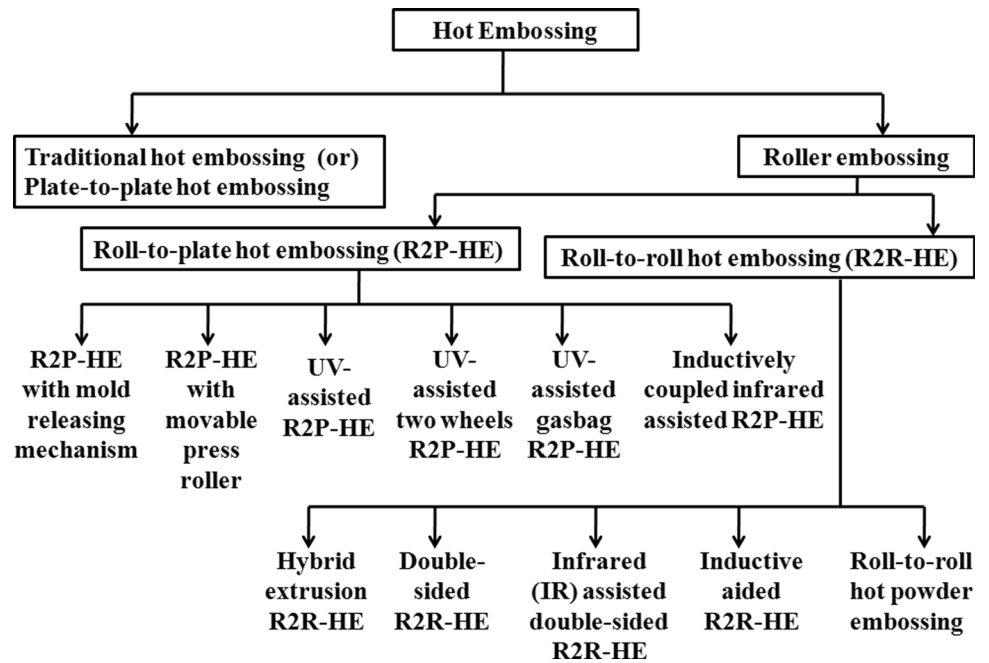 Hot Embossing
Traditional hot embossing (or)
Plate-to-plate hot embossing
Roller embossing
Roll-to-plate hot embossing (R2P-HE)
Roll-to-roll hot embossing (R2R-HE)
R2P-HE
with mold
releasing
mechanism
R2P-HE
with
movable
press
roller
UV-
assisted
R2P-HE
UV-
assisted
two wheels
R2P-HE
UV-
assisted
gasbag
R2P-HE
Inductively
coupled infrared
assisted R2P-HE
Hybrid
extrusion
R2R-HE
Double-
sided
R2R-HE
Infrared
(IR) assisted
double-sided
R2R-HE
Inductive
aided
R2R-HE
Roll-to-roll
hot powder
embossing